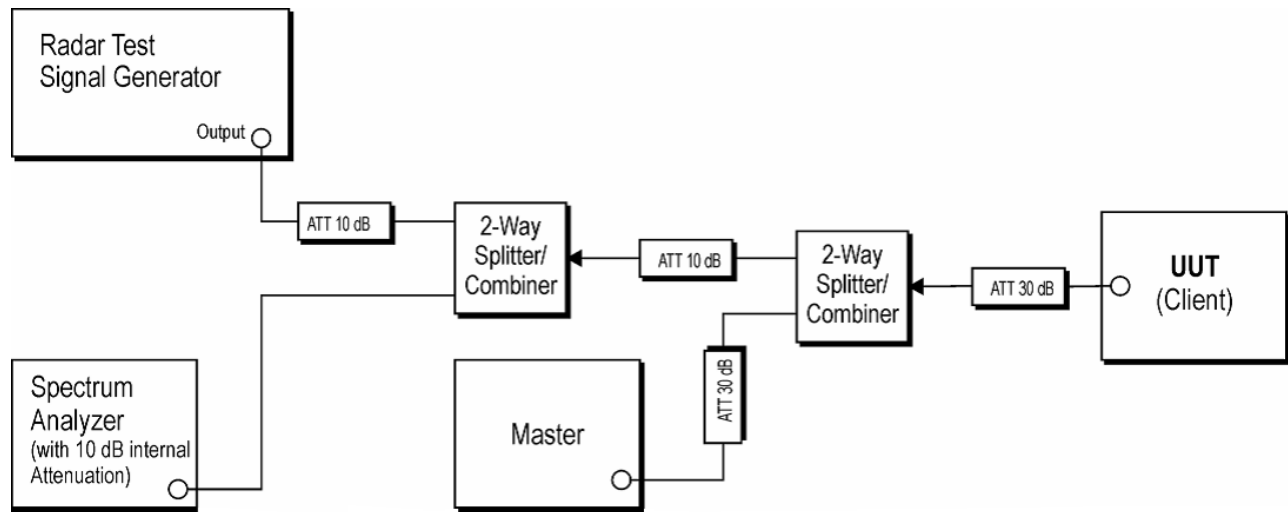 Radar Test
Signal Generator
Output
ATT 10 dB
2-Way
Splitter/
Combiner
ATT 10 dB
2-Way
Splitter/
Combiner
ATT 30 dB
UUT
(Client)
Spectrum
Analyzer
(with 10 dB internal
Attenuation)
Master
ATT 30 dB